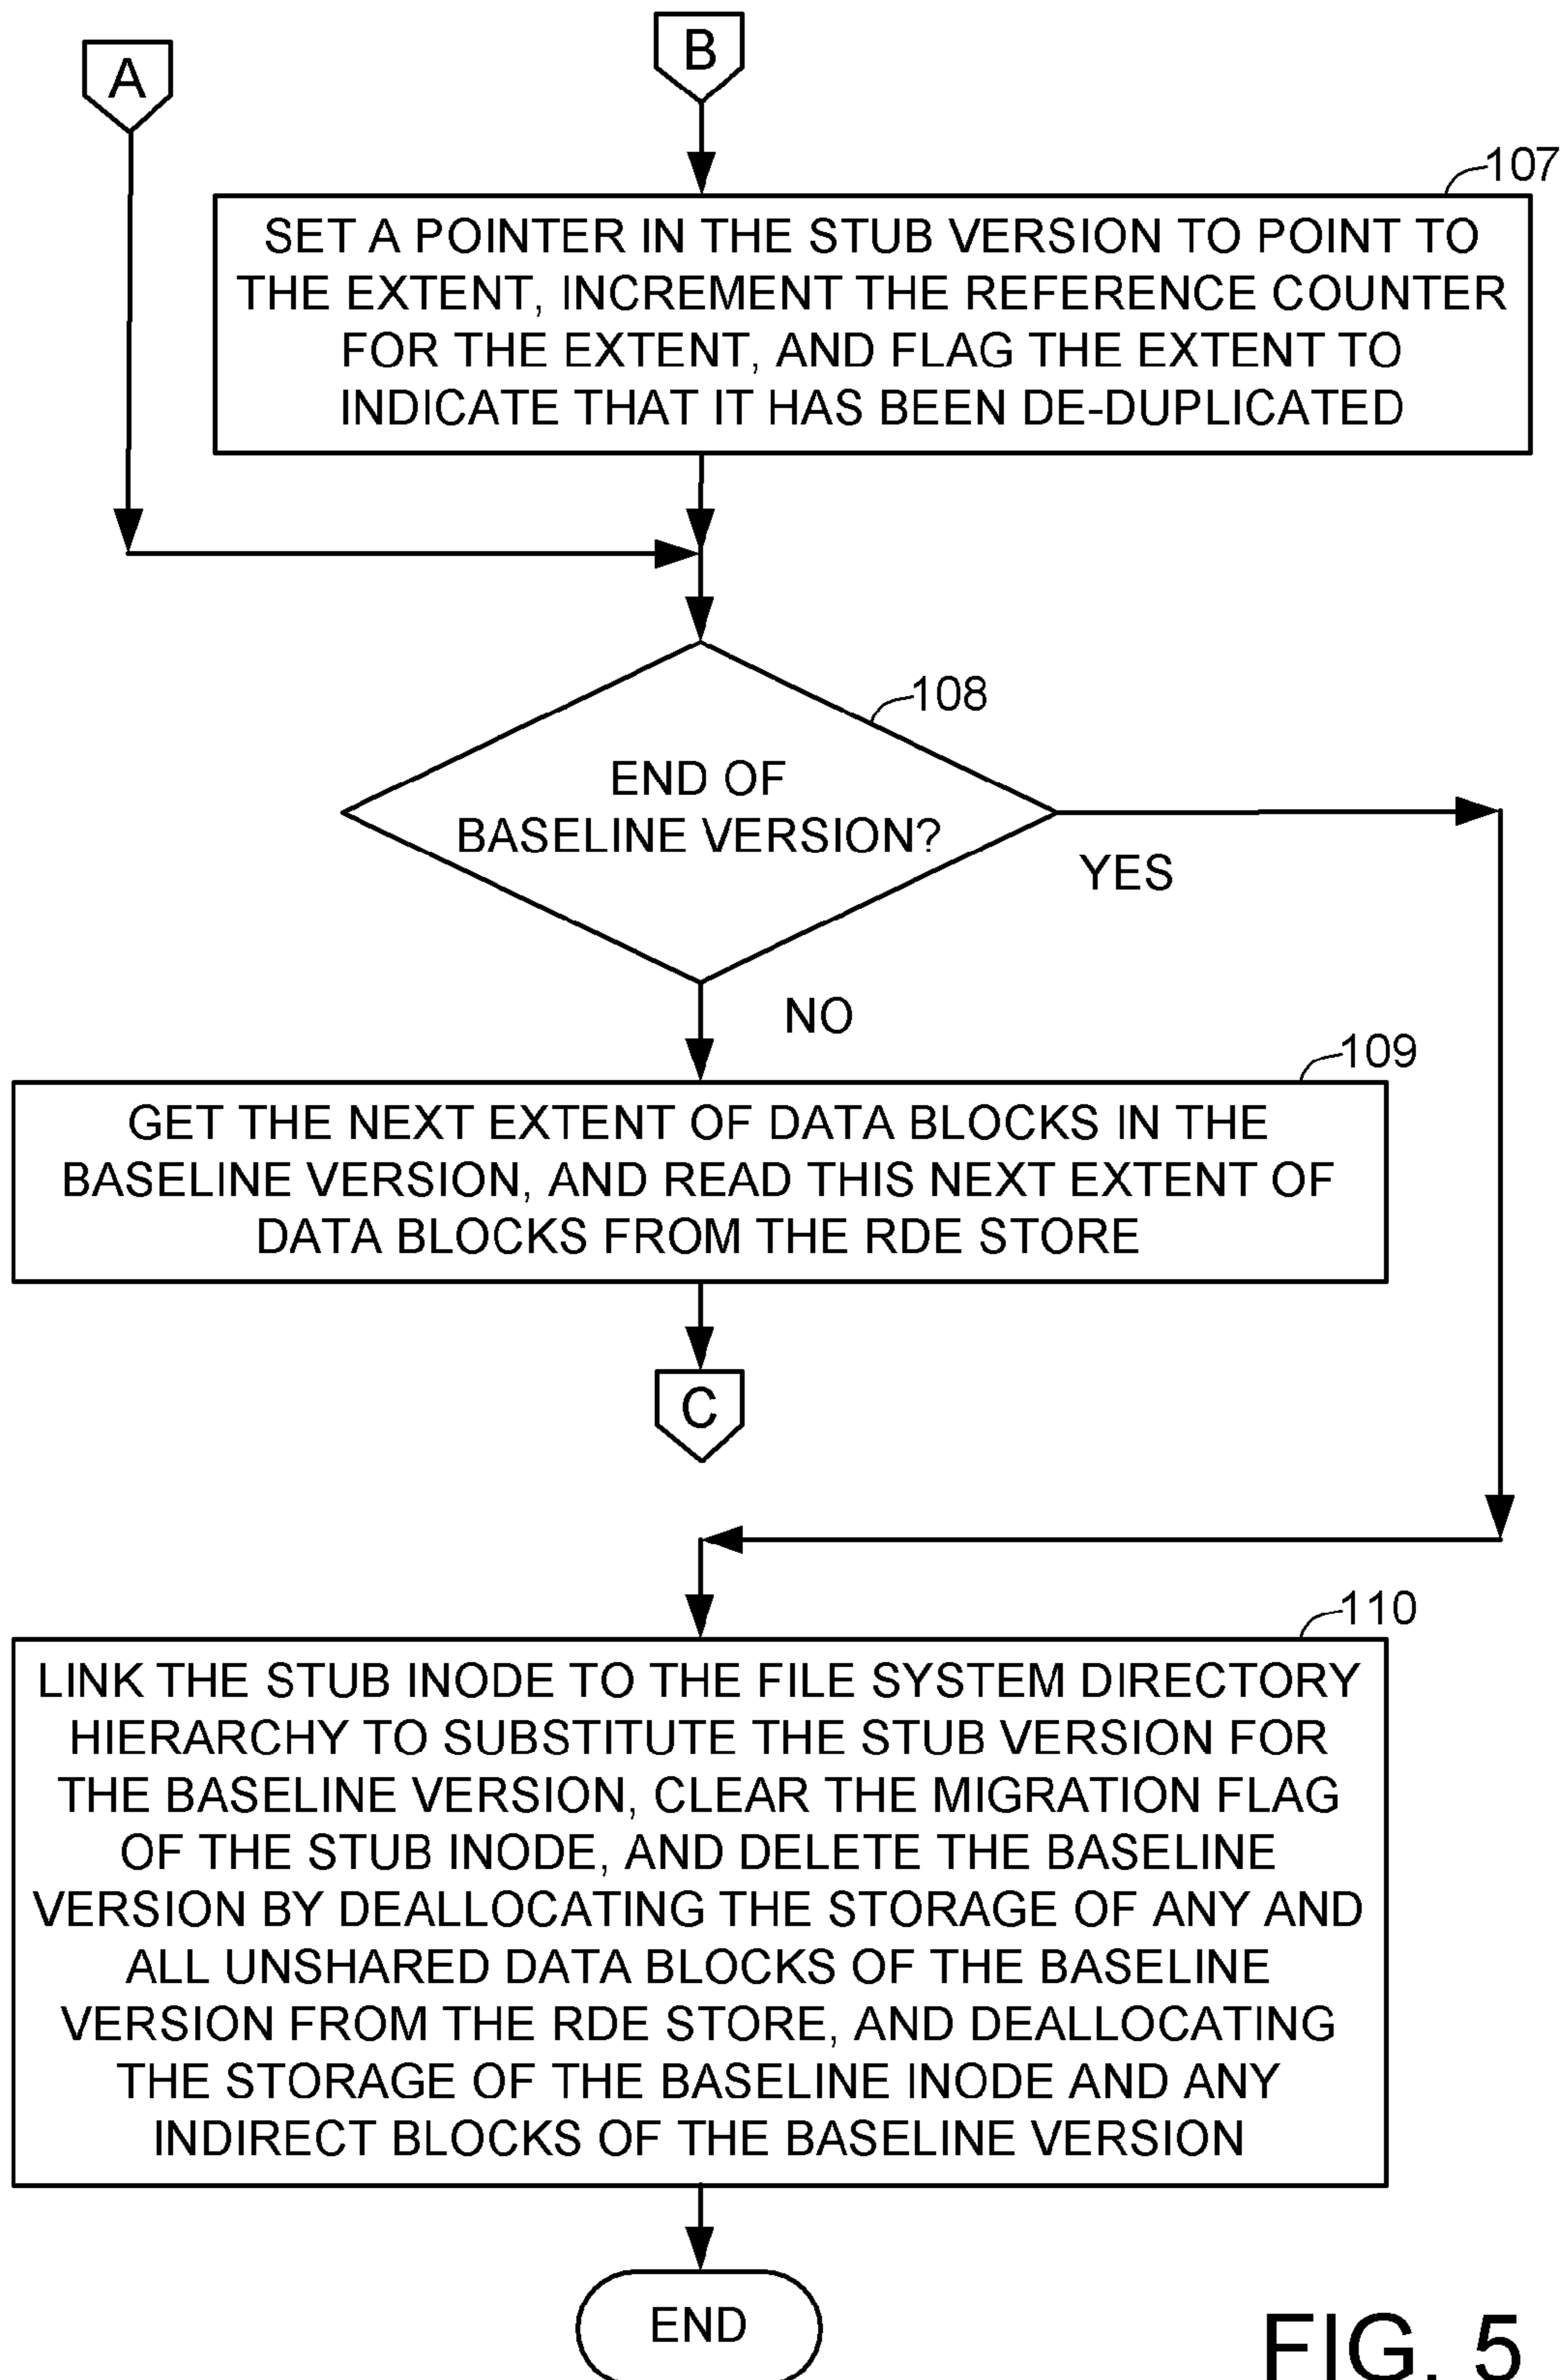 A
B
107
SET A POINTER IN THE STUB VERSION TO POINT TO
THE EXTENT, INCREMENT THE REFERENCE COUNTER
FOR THE EXTENT, AND FLAG THE EXTENT TO
INDICATE THAT IT HAS BEEN DE-DUPLICATED
108
END OF
BASELINE VERSION?
YES
NO
109
GET THE NEXT EXTENT OF DATA BLOCKS IN THE
BASELINE VERSION, AND READ THIS NEXT EXTENT OF
DATA BLOCKS FROM THE RDE STORE
C
110
LINK THE STUB INODE TO THE FILE SYSTEM DIRECTORY
HIERARCHY TO SUBSTITUTE THE STUB VERSION FOR
THE BASELINE VERSION, CLEAR THE MIGRATION FLAG
OF THE STUB INODE, AND DELETE THE BASELINE
VERSION BY DEALLOCATING THE STORAGE OF ANY AND
ALL UNSHARED DATA BLOCKS OF THE BASELINE
VERSION FROM THE RDE STORE, AND DEALLOCATING
THE STORAGE OF THE BASELINE INODE AND ANY
INDIRECT BLOCKS OF THE BASELINE VERSION
END
FIG. 5